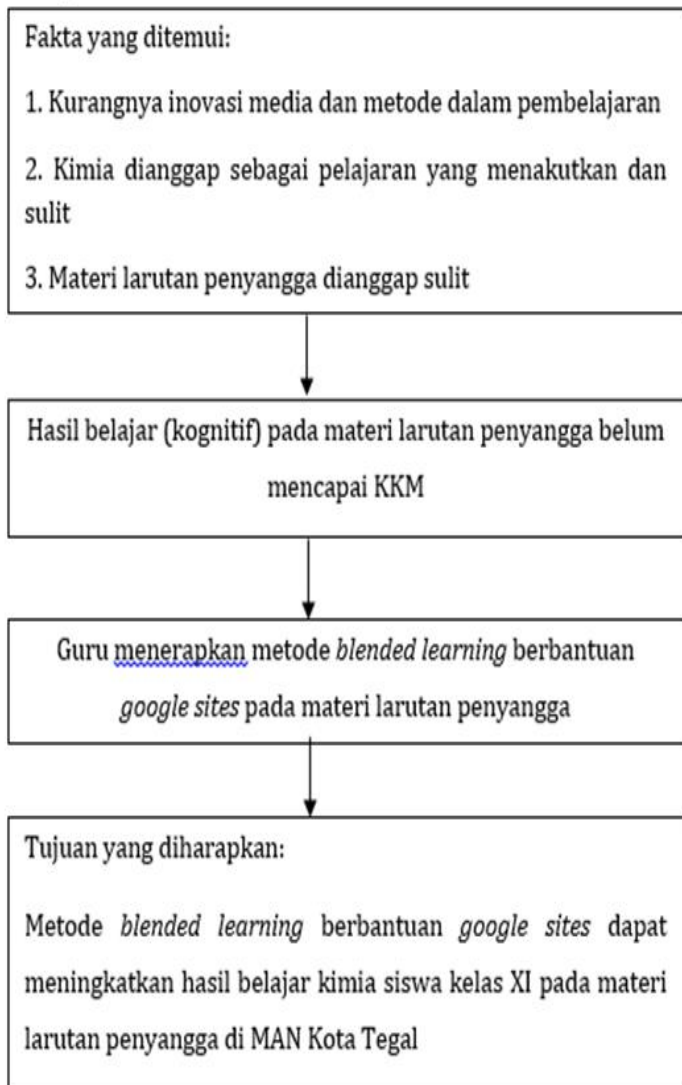 Fakta yang ditemui:
1. Kurangnya inovasi media dan metode dalam pembelajaran
2. Kimia dianggap sebagai pelajaran yang menakutkan dan
sulit
3. Materi larutan penyangga dianggap sulit
Hasil belajar (kognitif) pada materi larutan penyangga belum
mencapai KKM
Guru menerapkan metode blended learning berbantuan
google sites pada materi larutan penyangga
Tujuan yang diharapkan:
Metode blended learning berbantuan google sites dapat
meningkatkan hasil belajar kimia siswa kelas XI pada materi
larutan penyangga di MAN Kota Tegal